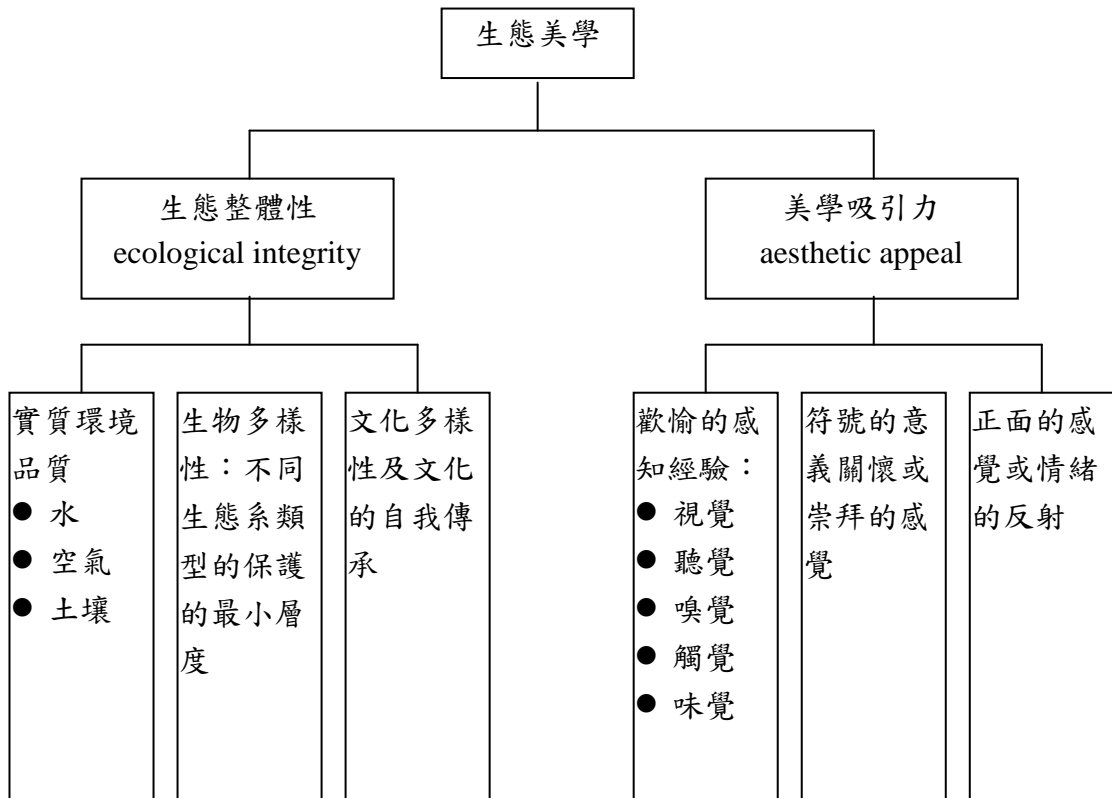 生態美學
生態整體性
ecological integrity
美學吸引力
aesthetic appeal
實質環境
品質
● 水
● 空氣
● 土壤
生物多樣
性：不同
生態系類
型的保護
的最小層
度
文化多樣
性及文化
的自我傳
承
歡愉的感
知經驗：
● 視覺
● 聽覺
● 嗅覺
● 觸覺
● 味覺
符號的意
義關懷或
崇拜的感
覺
正面的感
覺或情緒
的反射